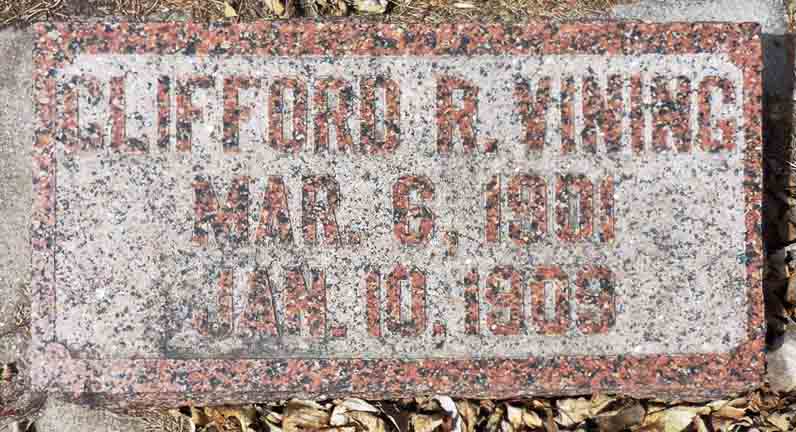 CLIFFORD R. VINING
MAR. 6, 1901
JAN. 10, 1909